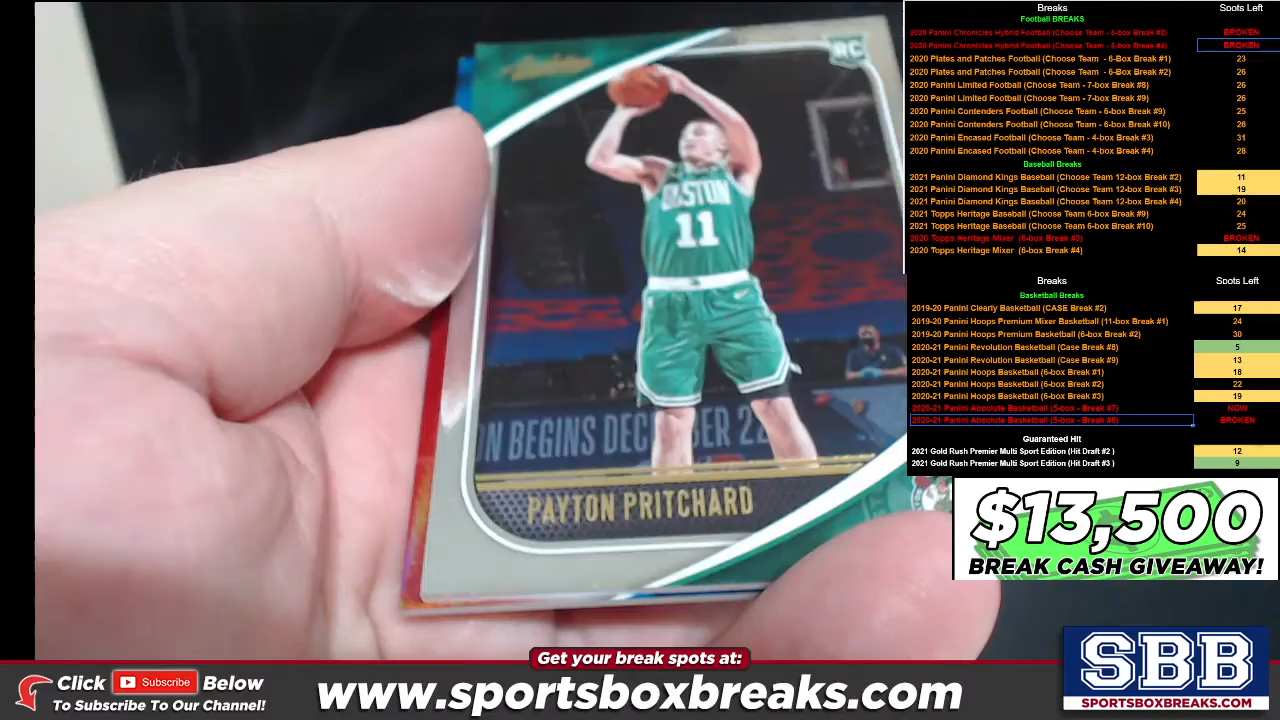 RC
BOSTON
11
ON BEGINS DECEMBER 22
PAYTON PRITCHARD
Breaks Spots Left
Football BREAKS
2020 Panini Chronicles Hybrid Football (Choose Team - 6-box Break #2) BROKEN
2020 Panini Chronicles Hybrid Football (Choose Team - 6-box Break #4) BROKEN
2020 Plates and Patches Football (Choose Team - 6-Box Break #1) 23
2020 Plates and Patches Football (Choose Team - 6-Box Break #2) 26
2020 Panini Limited Football (Choose Team - 7-box Break #8) 26
2020 Panini Limited Football (Choose Team - 7-box Break #9) 26
2020 Panini Contenders Football (Choose Team - 6-box Break #9) 25
2020 Panini Contenders Football (Choose Team - 6-box Break #10) 26
2020 Panini Encased Football (Choose Team - 4-box Break #3) 31
2020 Panini Encased Football (Choose Team - 4-box Break #4) 28
Baseball Breaks
2021 Panini Diamond Kings Baseball (Choose Team 12-box Break #2) 11
2021 Panini Diamond Kings Baseball (Choose Team 12-box Break #3) 19
2021 Panini Diamond Kings Baseball (Choose Team 12-box Break #4) 20
2021 Topps Heritage Baseball (Choose Team 6-box Break #9) 24
2021 Topps Heritage Baseball (Choose Team 6-box Break #10) 25
2020 Topps Heritage Mixer (6-box Break #3) BROKEN
2020 Topps Heritage Mixer (6-box Break #4) 14
Breaks Spots Left
Basketball Breaks
2019-20 Panini Clearly Basketball (CASE Break #2) 17
2019-20 Panini Hoops Premium Mixer Basketball (11-box Break #1) 24
2019-20 Panini Hoops Premium Basketball (6-box Break #2) 30
2020-21 Panini Revolution Basketball (Case Break #8) 5
2020-21 Panini Revolution Basketball (Case Break #9) 13
2020-21 Panini Hoops Basketball (6-box Break #1) 18
2020-21 Panini Hoops Basketball (6-box Break #2) 22
2020-21 Panini Hoops Basketball (6-box Break #3) 19
2020-21 Panini Absolute Basketball (5-box - Break #7) NOW
2020-21 Panini Absolute Basketball (5-box - Break #6) BROKEN
Guaranteed Hit
2021 Gold Rush Premier Multi Sport Edition (Hit Draft #2 ) 12
2021 Gold Rush Premier Multi Sport Edition (Hit Draft #3 ) 9
$13,500
BREAK CASH GIVEAWAY!
Get your break spots at:
Click Subscribe Below
To Subscribe To Our Channel!
www.sportsboxbreaks.com
SBB
SPORTSBOXBREAKS.COM